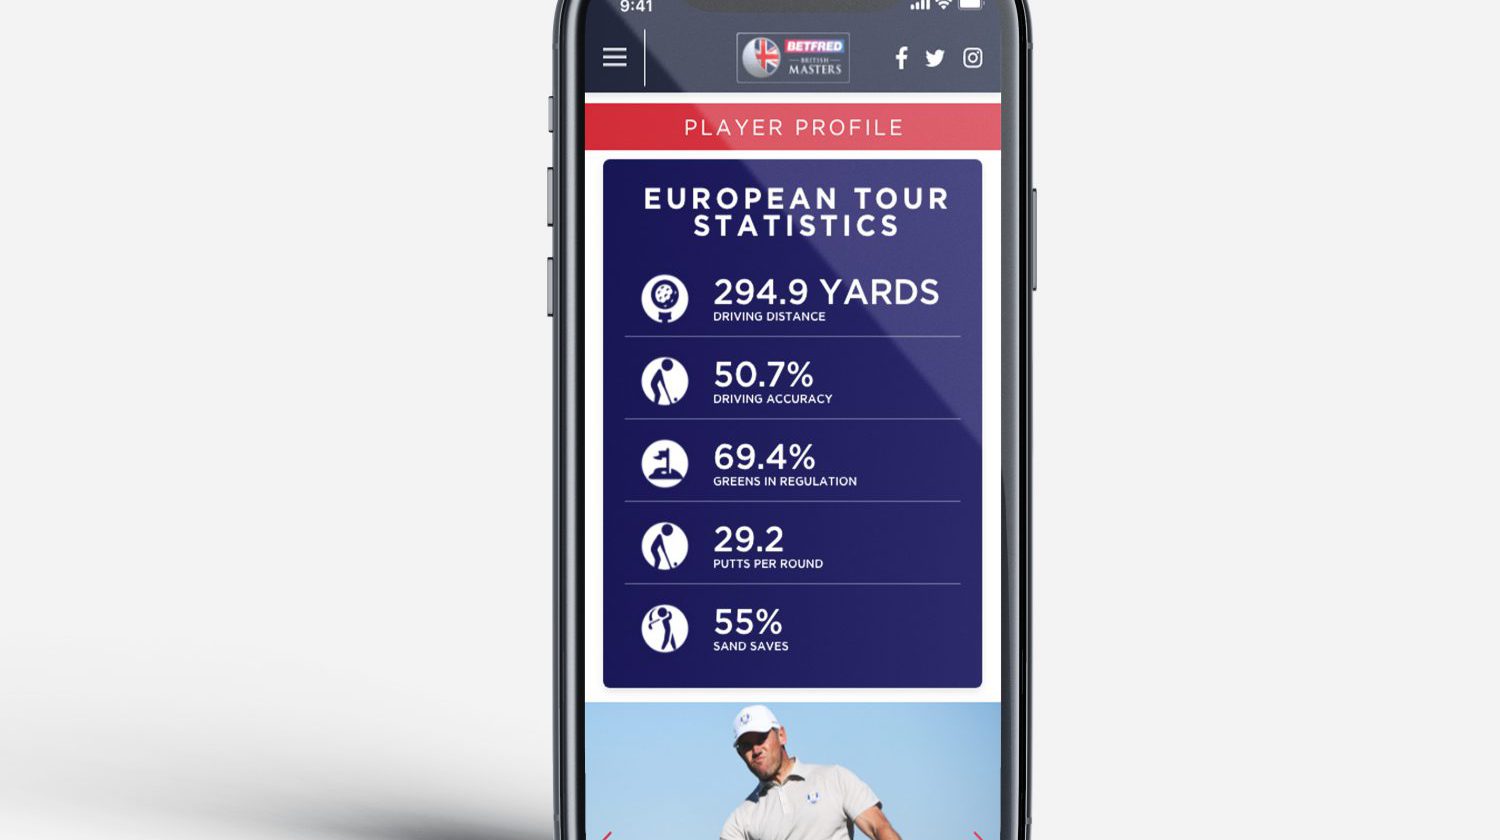 9:41
BETFRED
BRITISH
MASTERS
PLAYER PROFILE
EUROPEAN TOUR
STATISTICS
294.9 YARDS
DRIVING DISTANCE
50.7%
DRIVING ACCURACY
69.4%
GREENS IN REGULATION
29.2
PUTTS PER ROUND
55%
SAND SAVES